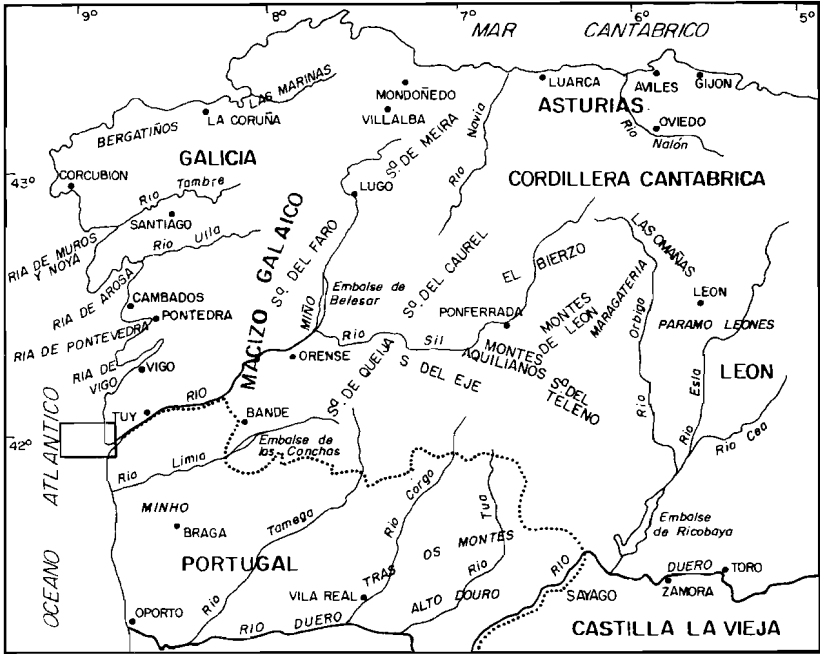 9° 8° 7° 6° 5°
MAR CANTABRICO
LAS MARINAS
MONDOÑEDO
VILLALBA
LUARCA
AVILES
GIJON
ASTURIAS
OVIEDO
Rio Nalón
BERGATIÑOS
LA CORUÑA
GALICIA
Sª. DE MEIRA
Rio Navia
43°
CORCUBION
Rio Tambre
LUGO
CORDILLERA CANTABRICA
SANTIAGO
Rio Ulla
RIA DE MUROS
Y NOYA
MACIZO GALAICO
Sª. DEL FARO
RIA DE AROSA
CAMBADOS
PONTEDRA
RIA DE PONTEVEDRA
MIÑO
Embalse de
Belesar
Sª. DEL CAUREL
EL BIERZO
PONFERRADA
LAS OMAÑAS
MARAGATERIA
LEON
MONTES
DE LEON
Rio Orbigo
PARAMO LEONES
RIA DE
VIGO
VIGO
ORENSE
Rio Sil
MONTES
AQUILIANOS
Sª. DE QUEIJA
S DEL EJE
Sª. DEL
TELENO
LEON
Rio Esla
Rio Cea
RIO
TUY
BANDE
42°
OCEANO ATLANTICO
Rio Limia
Embalse de
las Conchas
MINHO
BRAGA
Rio Tamega
Rio Corgo
Rio Tua
PORTUGAL
TRAS OS MONTES
Embalse
de Ricobaya
VILA REAL
ALTO DOURO
OPORTO
RIO DUERO
RIO DUERO
SAYAGO
TORO
ZAMORA
CASTILLA LA VIEJA